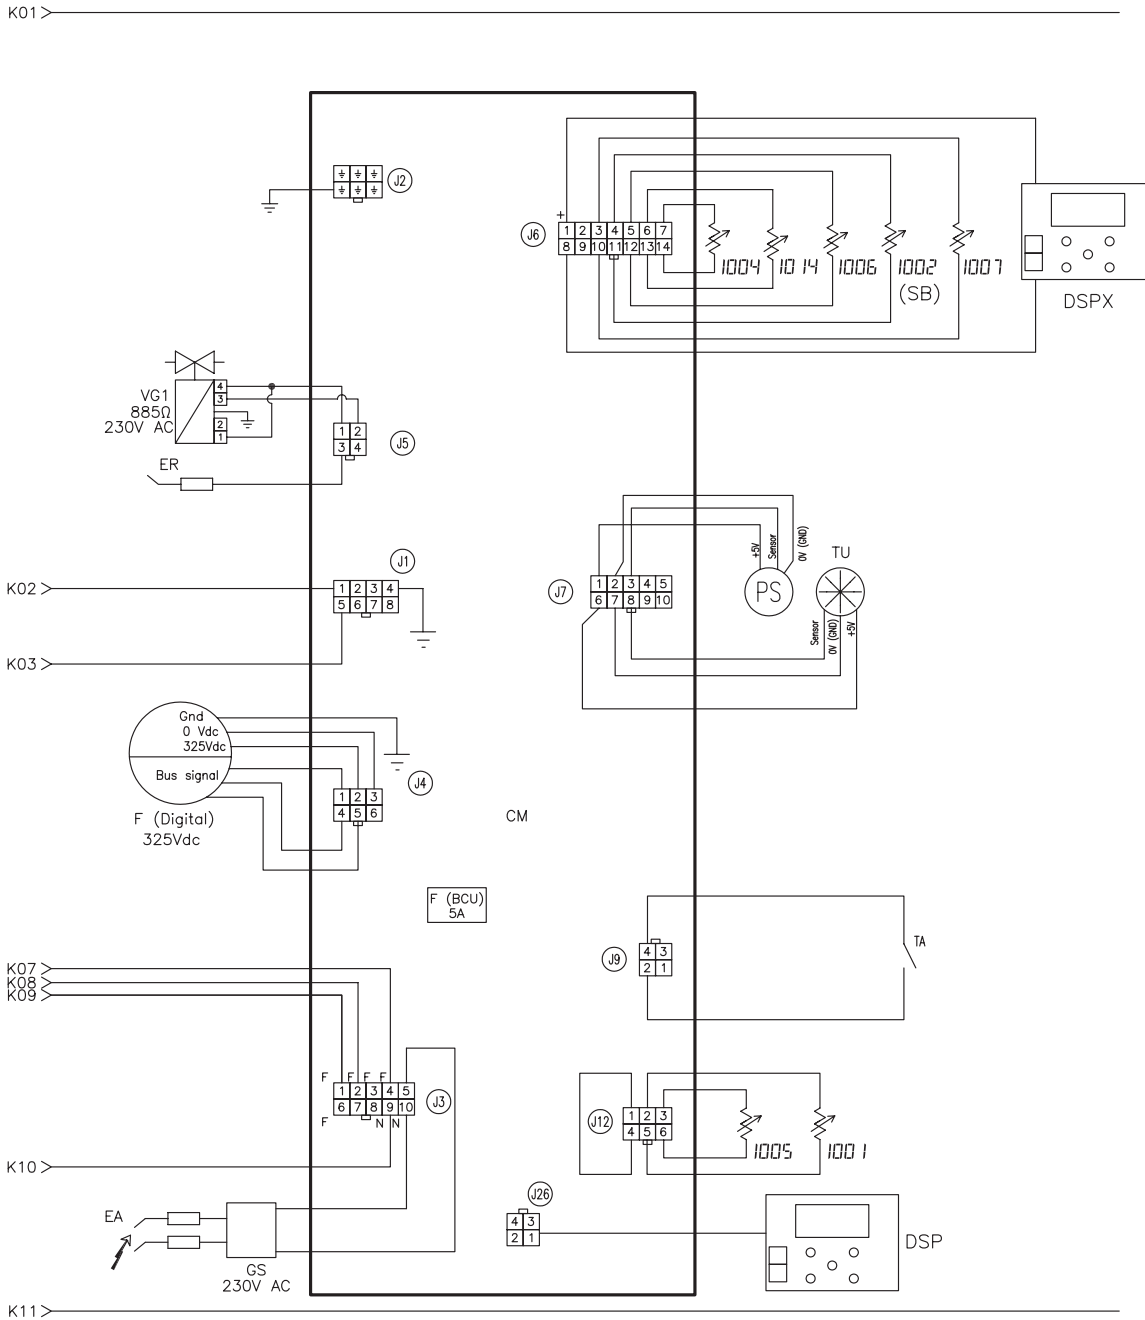 K01
J2
+
J6
1 2 3 4 5 6 7
8 9 10 11 12 13 14
1004 1014 1006 1002 1007
(SB)
DSPX
VG1
885Ω
230V AC
4
3
2
1
1 2
3 4
J5
ER
J1
K02
1 2 3 4
5 6 7 8
K03
J7
1 2 3 4 5
6 7 8 9 10
+5V
Sensor
0V (GND)
PS
TU
Sensor
0V (GND)
+5V
Gnd
0 Vdc
325Vdc
Bus signal
F (Digital)
325Vdc
J4
1 2 3
4 5 6
CM
F (BCU)
5A
J9
4 3
2 1
TA
K07
K08
K09
F F F F
1 2 3 4 5
6 7 8 9 10
F N N
J3
J12
1 2 3
4 5 6
1005 1001
K10
J26
4 3
2 1
DSP
EA
GS
230V AC
K11